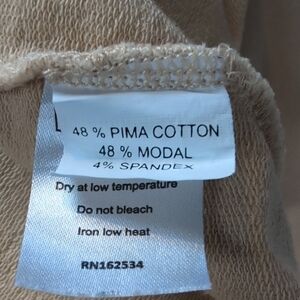 L
48 % PIMA COTTON
48 % MODAL
4% SPANDEX
Dry at low temperature
Do not bleach
Iron low heat
RN162534